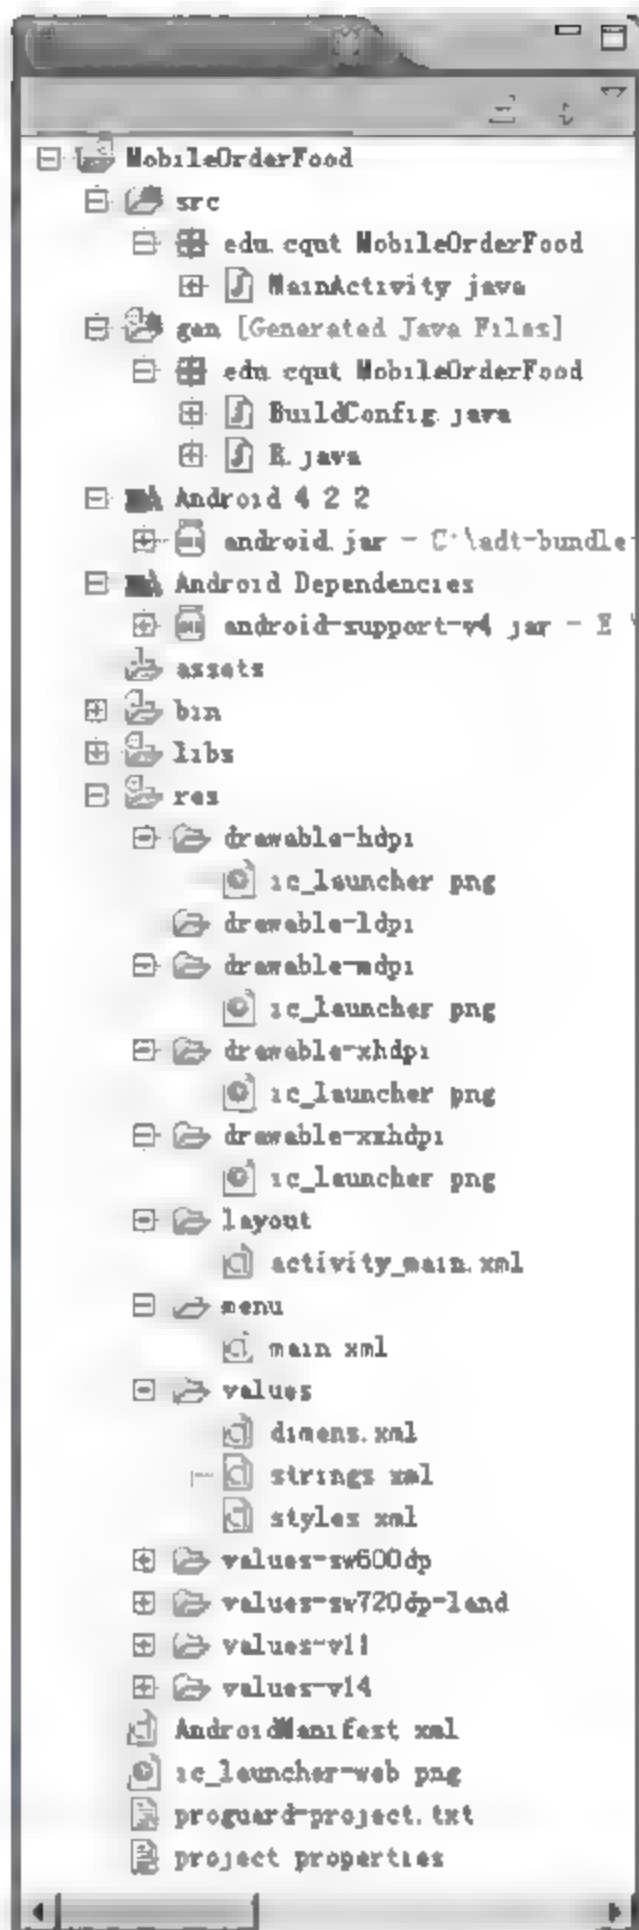 MobileOrderFood
src
edu.cqut.MobileOrderFood
MainActivity.java
gen [Generated Java Files]
edu.cqut.MobileOrderFood
BuildConfig.java
R.java
Android 4.2.2
android.jar - C:\adt-bundle-
Android Dependencies
android-support-v4.jar - E:\
assets
bin
libs
res
drawable-hdpi
ic_launcher.png
drawable-ldpi
drawable-mdpi
ic_launcher.png
drawable-xhdpi
ic_launcher.png
drawable-xxhdpi
ic_launcher.png
layout
activity_main.xml
menu
main.xml
values
dimens.xml
strings.xml
styles.xml
values-sw600dp
values-sw720dp-land
values-v11
values-v14
AndroidManifest.xml
ic_launcher-web.png
proguard-project.txt
project.properties